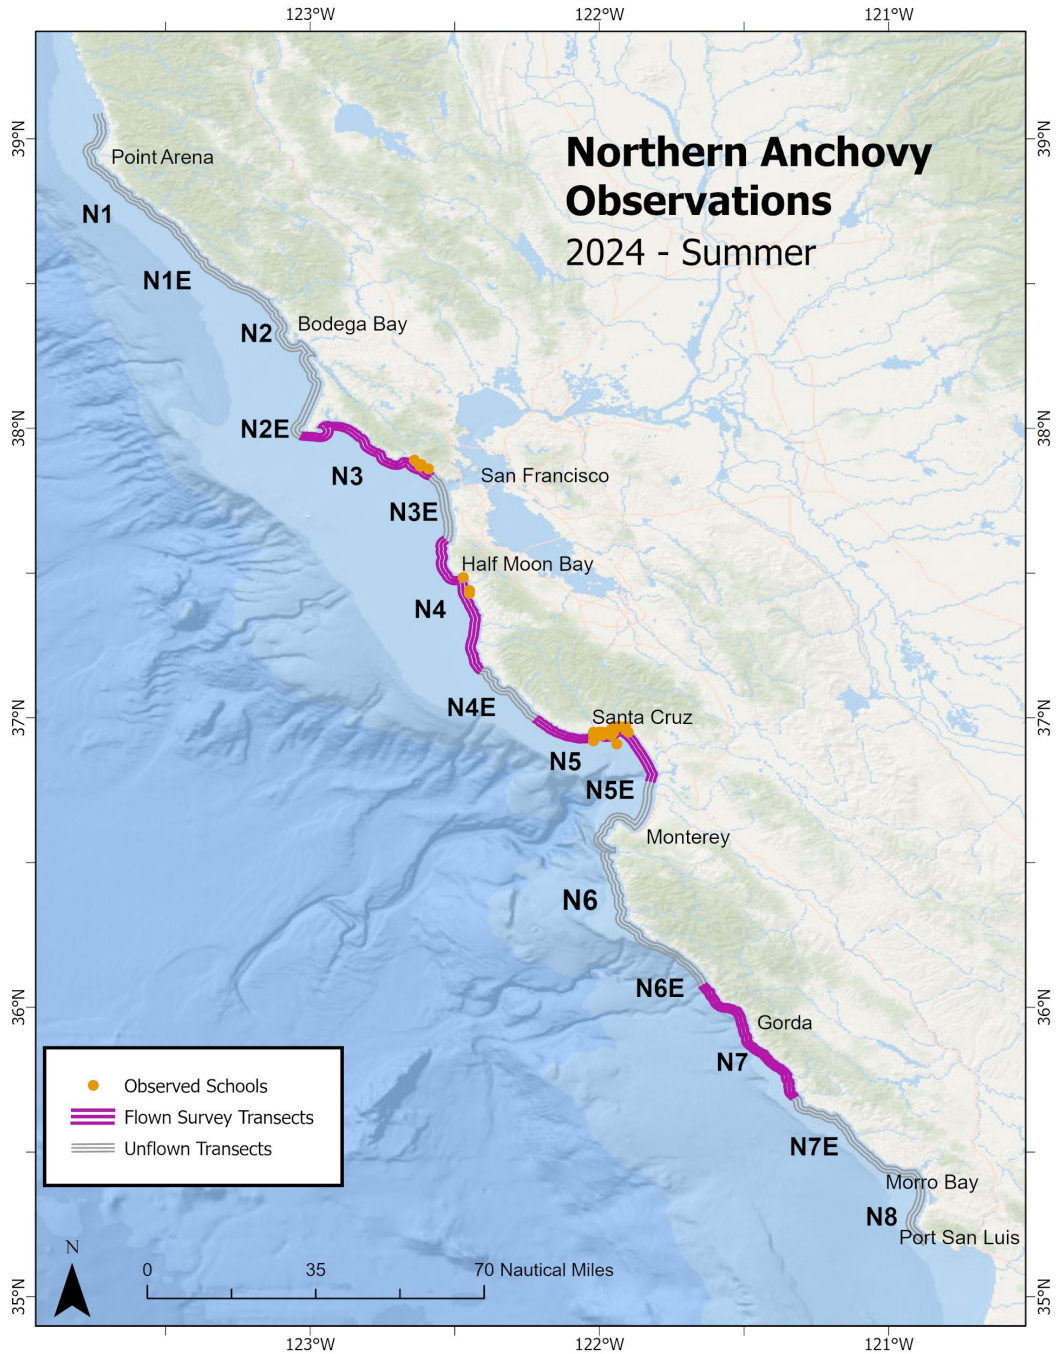 123°W
122°W
121°W
39°N
39°N
Northern Anchovy
Observations
2024 - Summer
Point Arena
N1
N1E
N2
Bodega Bay
N2E
38°N
38°N
N3
San Francisco
N3E
Half Moon Bay
N4
N4E
37°N
37°N
Santa Cruz
N5
N5E
Monterey
N6
N6E
36°N
36°N
Gorda
N7
Observed Schools
Flown Survey Transects
Unflown Transects
N7E
Morro Bay
N8
Port San Luis
N
0
35
70 Nautical Miles
35°N
35°N
123°W
122°W
121°W